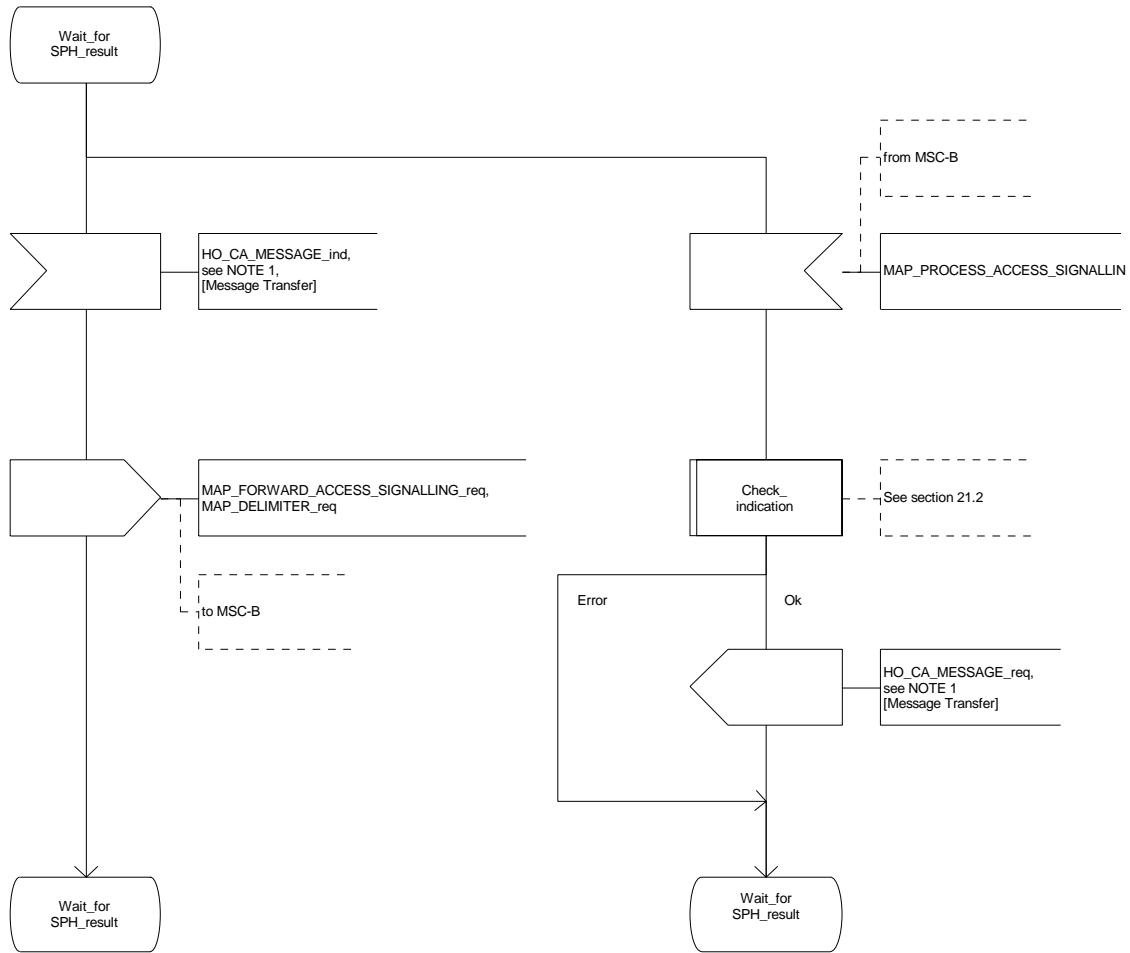 Wait_for
SPH_result
from MSC-B
HO_CA_MESSAGE_ind,
see NOTE 1,
[Message Transfer]
MAP_PROCESS_ACCESS_SIGNALLIN
MAP_FORWARD_ACCESS_SIGNALLING_req,
MAP_DELIMITER_req
Check_
indication
See section 21.2
to MSC-B
Error
Ok
HO_CA_MESSAGE_req,
see NOTE 1
[Message Transfer]
Wait_for
SPH_result
Wait_for
SPH_result